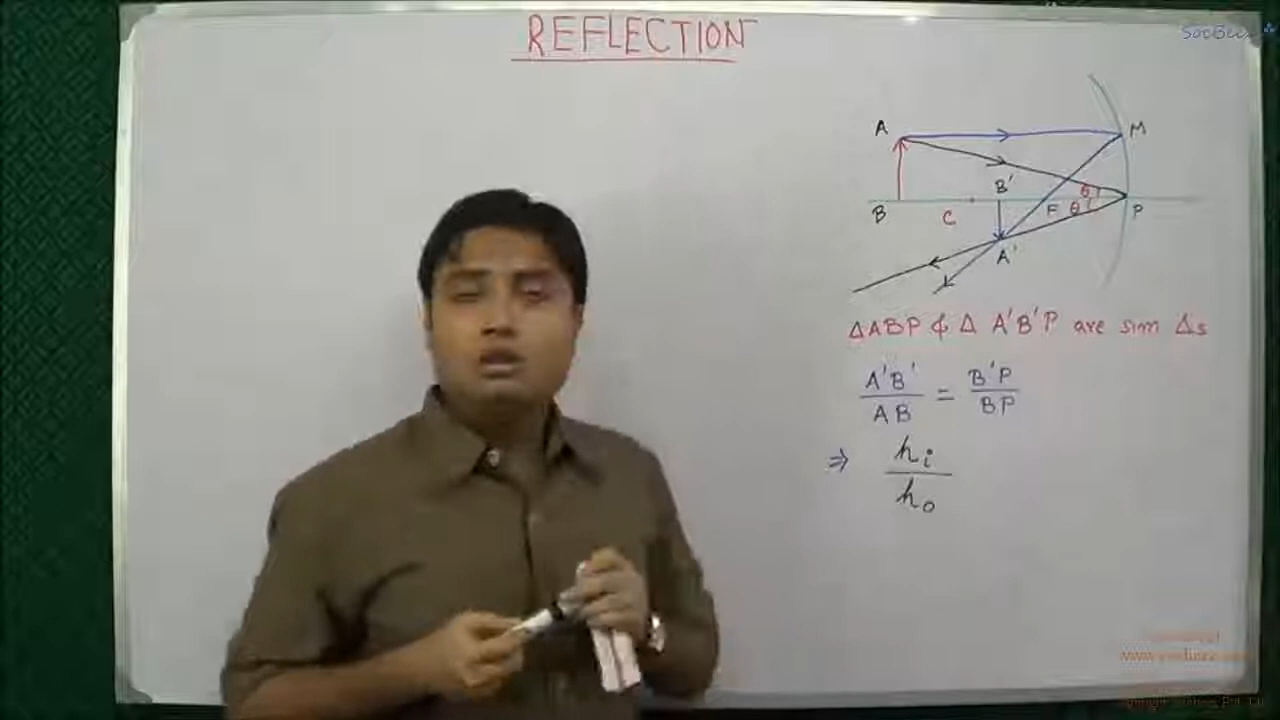 REFLECTION
A
M
B'
θ
B
C
F
θ
P
A'
ΔABP & Δ A'B'P are sim Δs
A'B'/AB = B'P/BP
⇒ hi/ho